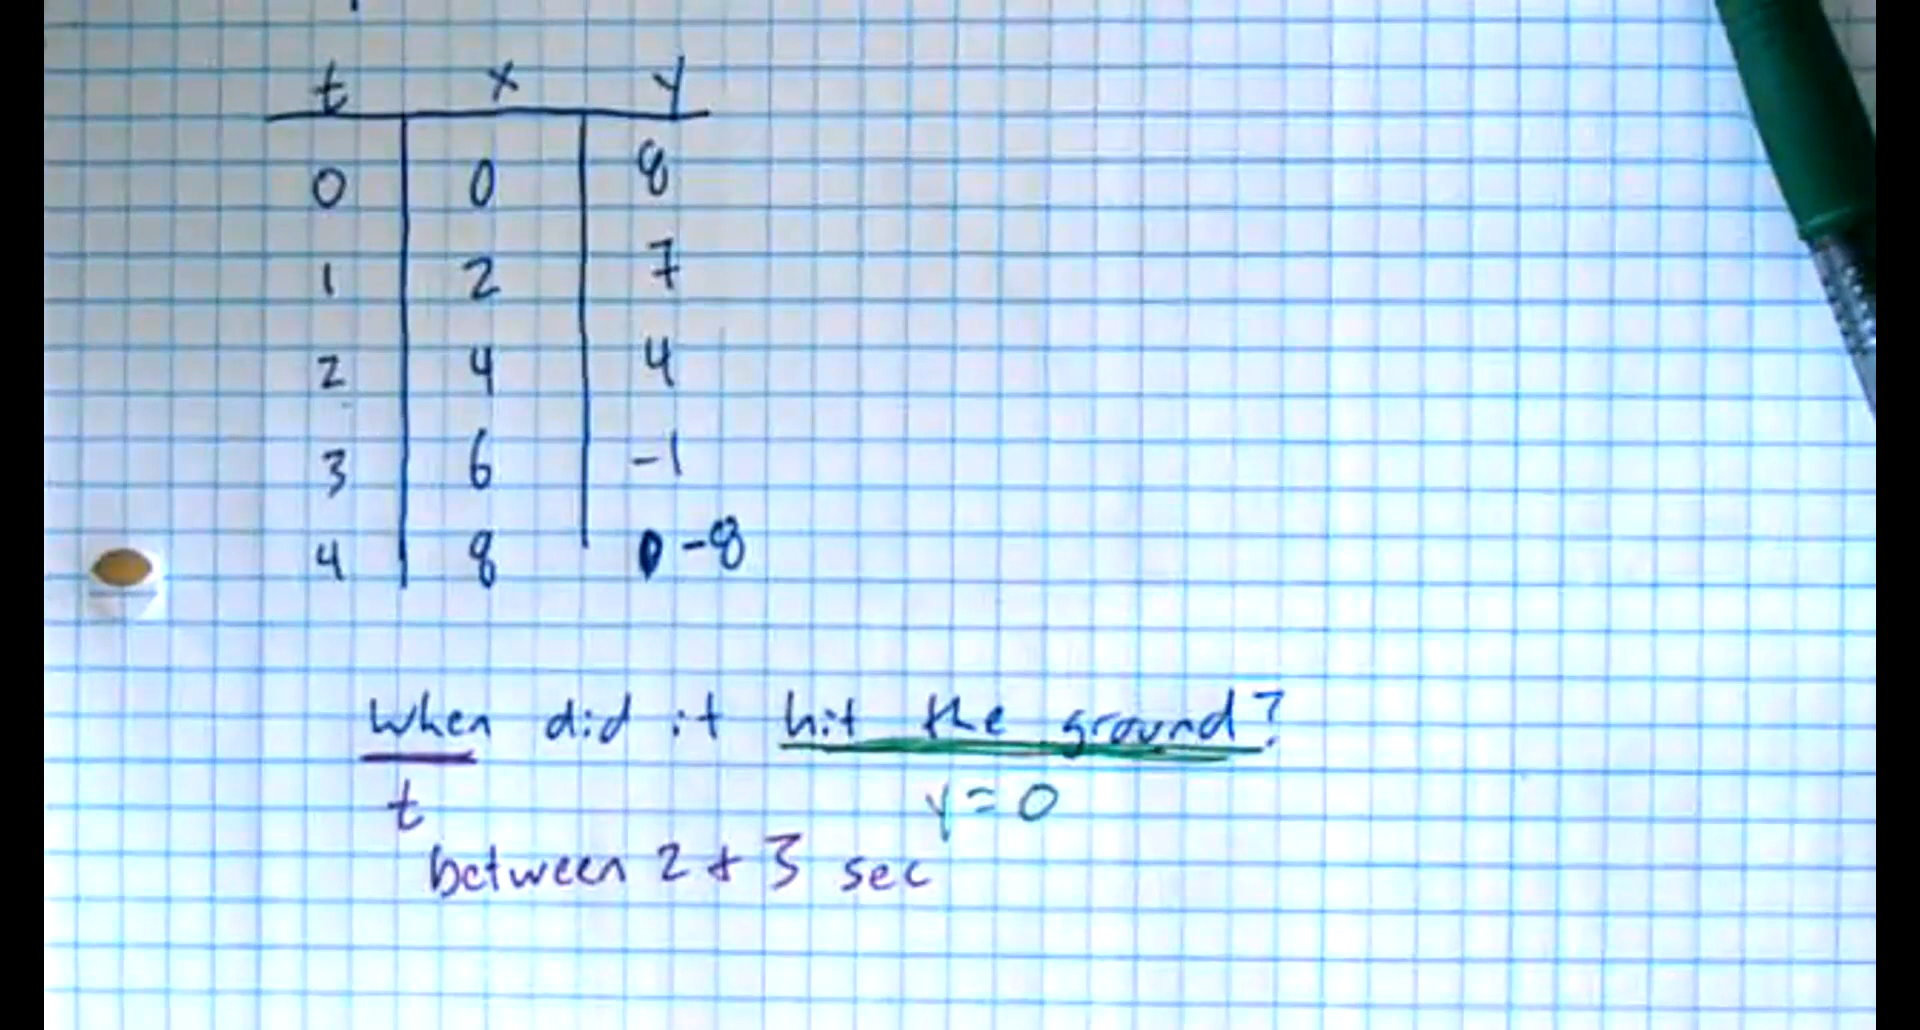 t x y
0 0 8
1 2 7
2 4 4
3 6 -1
4 8 -8
When did it hit the ground?
t y=0
between 2 + 3 sec